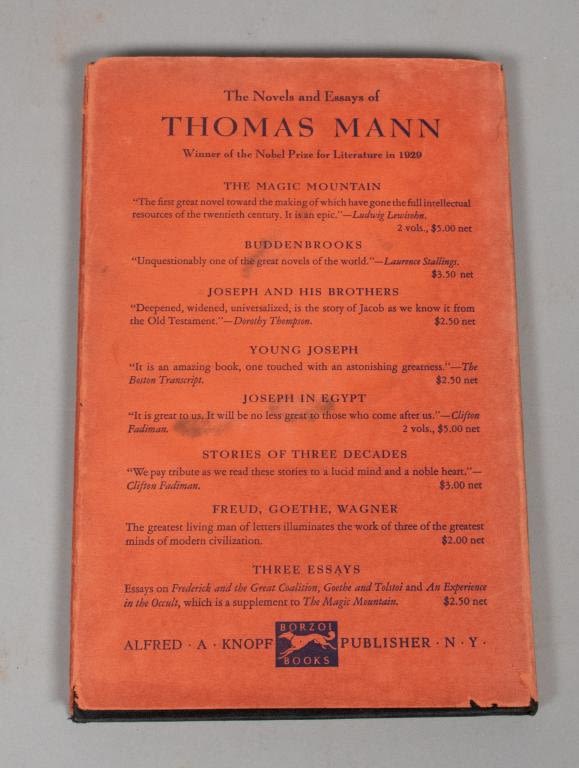 The Novels and Essays of
THOMAS MANN
Winner of the Nobel Prize for Literature in 1929
THE MAGIC MOUNTAIN
"The first great novel toward the making of which have gone the full intellectual
resources of the twentieth century. It is an epic."—Ludwig Lewisohn.
2 vols., $5.00 net
BUDDENBROOKS
"Unquestionably one of the great novels of the world."—Laurence Stallings.
$3.50 net
JOSEPH AND HIS BROTHERS
"Deepened, widened, universalized, is the story of Jacob as we know it from
the Old Testament."—Dorothy Thompson. $2.50 net
YOUNG JOSEPH
"It is an amazing book, one touched with an astonishing greatness."—The
Boston Transcript. $2.50 net
JOSEPH IN EGYPT
"It is great to us. It will be no less great to those who come after us."—Clifton
Fadiman. 2 vols., $5.00 net
STORIES OF THREE DECADES
"We pay tribute as we read these stories to a lucid mind and a noble heart."—
Clifton Fadiman. $3.00 net
FREUD, GOETHE, WAGNER
The greatest living man of letters illuminates the work of three of the greatest
minds of modern civilization. $2.00 net
THREE ESSAYS
Essays on Frederick and the Great Coalition, Goethe and Tolstoi and An Experience
in the Occult, which is a supplement to The Magic Mountain. $2.50 net
ALFRED · A · KNOPF BORZOI BOOKS PUBLISHER · N · Y ·